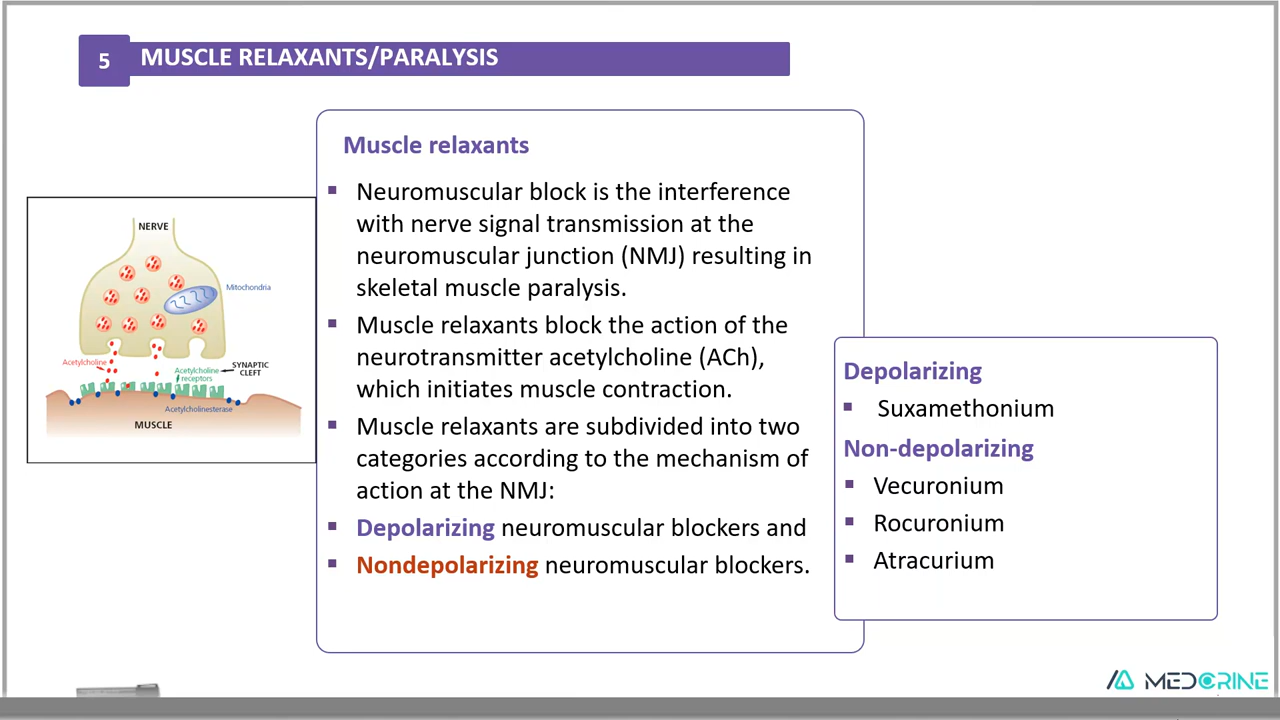 5
MUSCLE RELAXANTS/PARALYSIS
NERVE
Mitochondria
Acetylcholine
Acetylcholine
receptors
SYNAPTIC
CLEFT
Acetylcholinesterase
MUSCLE
Muscle relaxants
▪ Neuromuscular block is the interference
with nerve signal transmission at the
neuromuscular junction (NMJ) resulting in
skeletal muscle paralysis.
▪ Muscle relaxants block the action of the
neurotransmitter acetylcholine (ACh),
which initiates muscle contraction.
▪ Muscle relaxants are subdivided into two
categories according to the mechanism of
action at the NMJ:
▪ Depolarizing neuromuscular blockers and
▪ Nondepolarizing neuromuscular blockers.
Depolarizing
▪ Suxamethonium
Non-depolarizing
▪ Vecuronium
▪ Rocuronium
▪ Atracurium
MEDCRINE